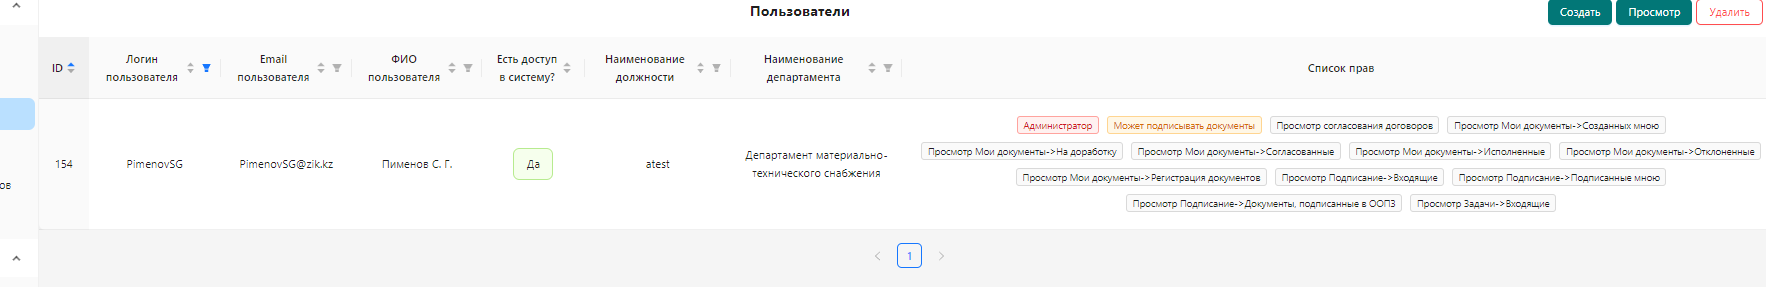 Пользователи
Создать
Просмотр
Удалить
ID
Логин
пользователя
Email
пользователя
ФИО
пользователя
Есть доступ
в систему?
Наименование
должности
Наименование
департамента
Список прав
154
PimenovSG
PimenovSG@zik.kz
Пименов С. Г.
Да
atest
Департамент материально-
технического снабжения
Администратор
Может подписывать документы
Просмотр согласования договоров
Просмотр Мои документы->Созданных мною
Просмотр Мои документы->На доработку
Просмотр Мои документы->Согласованные
Просмотр Мои документы->Исполненные
Просмотр Мои документы->Отклоненные
Просмотр Мои документы->Регистрация документов
Просмотр Подписание->Входящие
Просмотр Подписание->Подписанные мною
Просмотр Подписание->Документы, подписанные в ООПЗ
Просмотр Задачи->Входящие
ов
1